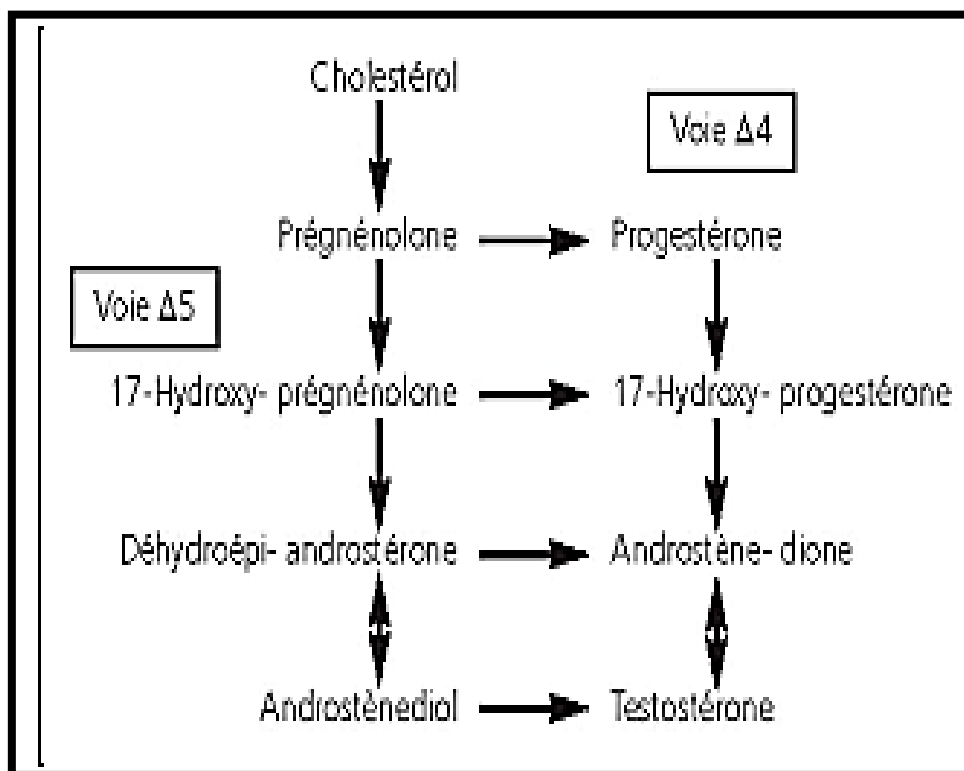 Cholestérol
Voie Δ4
Prégnénolone
Progestérone
Voie Δ5
17-Hydroxy- prégnénolone
17-Hydroxy- progestérone
Déhydroépi- androstérone
Androstène- dione
Androstènediol
Testostérone